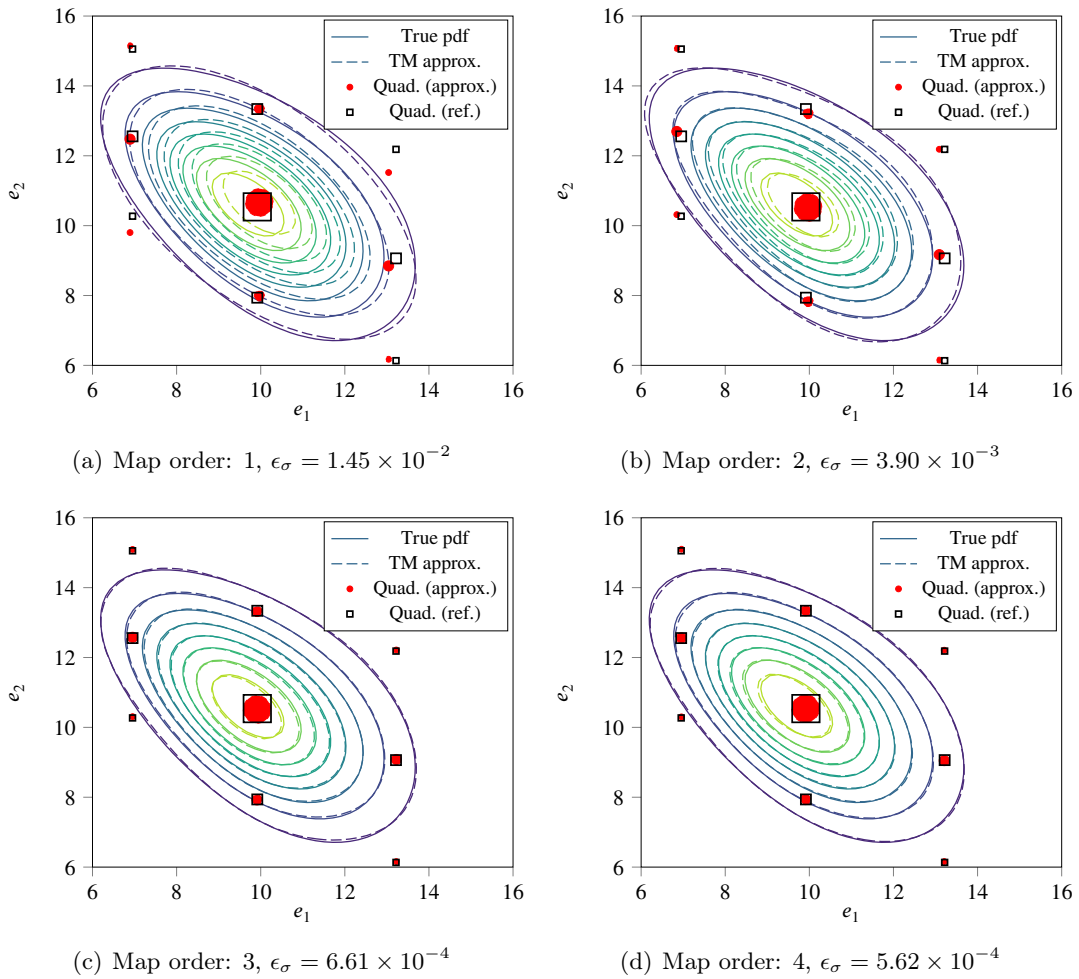 16
14
12
10
8
6
e₂
6 8 10 12 14 16
e₁
True pdf
TM approx.
Quad. (approx.)
Quad. (ref.)
(a) Map order: 1, ϵ_σ = 1.45 × 10⁻²
16
14
12
10
8
6
e₂
6 8 10 12 14 16
e₁
True pdf
TM approx.
Quad. (approx.)
Quad. (ref.)
(b) Map order: 2, ϵ_σ = 3.90 × 10⁻³
16
14
12
10
8
6
e₂
6 8 10 12 14 16
e₁
True pdf
TM approx.
Quad. (approx.)
Quad. (ref.)
(c) Map order: 3, ϵ_σ = 6.61 × 10⁻⁴
16
14
12
10
8
6
e₂
6 8 10 12 14 16
e₁
True pdf
TM approx.
Quad. (approx.)
Quad. (ref.)
(d) Map order: 4, ϵ_σ = 5.62 × 10⁻⁴